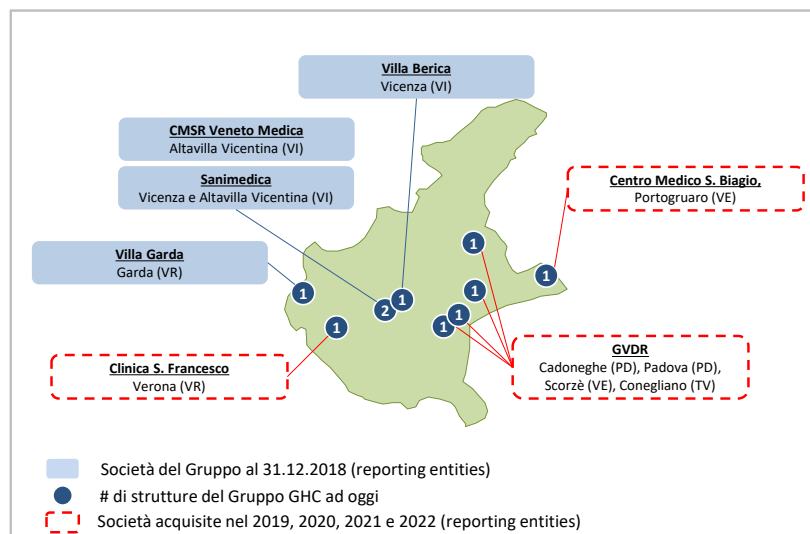 Villa Berica
Vicenza (VI)
CMSR Veneto Medica
Altavilla Vicentina (VI)
Sanimedica
Vicenza e Altavilla Vicentina (VI)
Centro Medico S. Biagio,
Portogruaro (VE)
Villa Garda
Garda (VR)
1
1
1
1
1
2
1
1
1
1
Clinica S. Francesco
Verona (VR)
GVDR
Cadoneghe (PD), Padova (PD),
Scorzè (VE), Conegliano (TV)
Società del Gruppo al 31.12.2018 (reporting entities)
# di strutture del Gruppo GHC ad oggi
Società acquisite nel 2019, 2020, 2021 e 2022 (reporting entities)